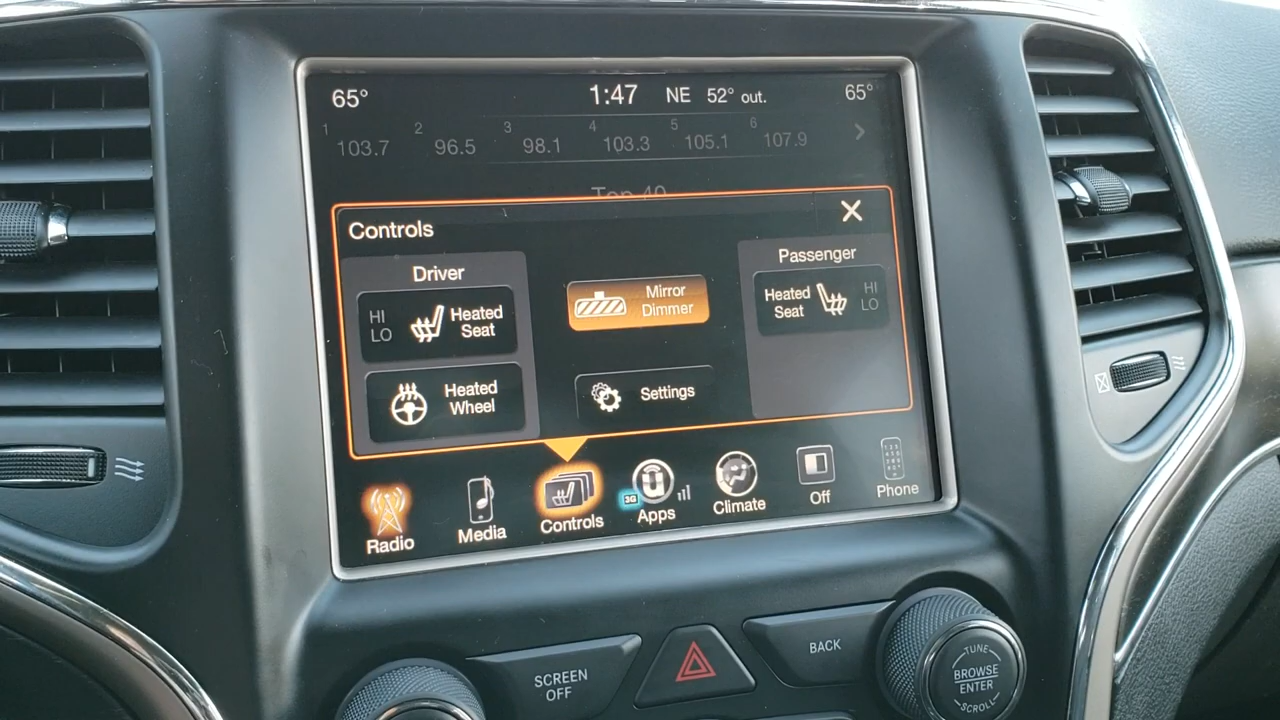 65° 1:47 NE 52° out. 65°
1 103.7 2 96.5 3 98.1 4 103.3 5 105.1 6 107.9
Top 40
Controls
Driver
HI
LO
Heated
Seat
Heated
Wheel
Mirror
Dimmer
Settings
Passenger
Heated
Seat
HI
LO
Radio
Media
Controls
3G
Apps
Climate
Off
Phone
SCREEN
OFF
BACK
TUNE
BROWSE
ENTER
SCROLL